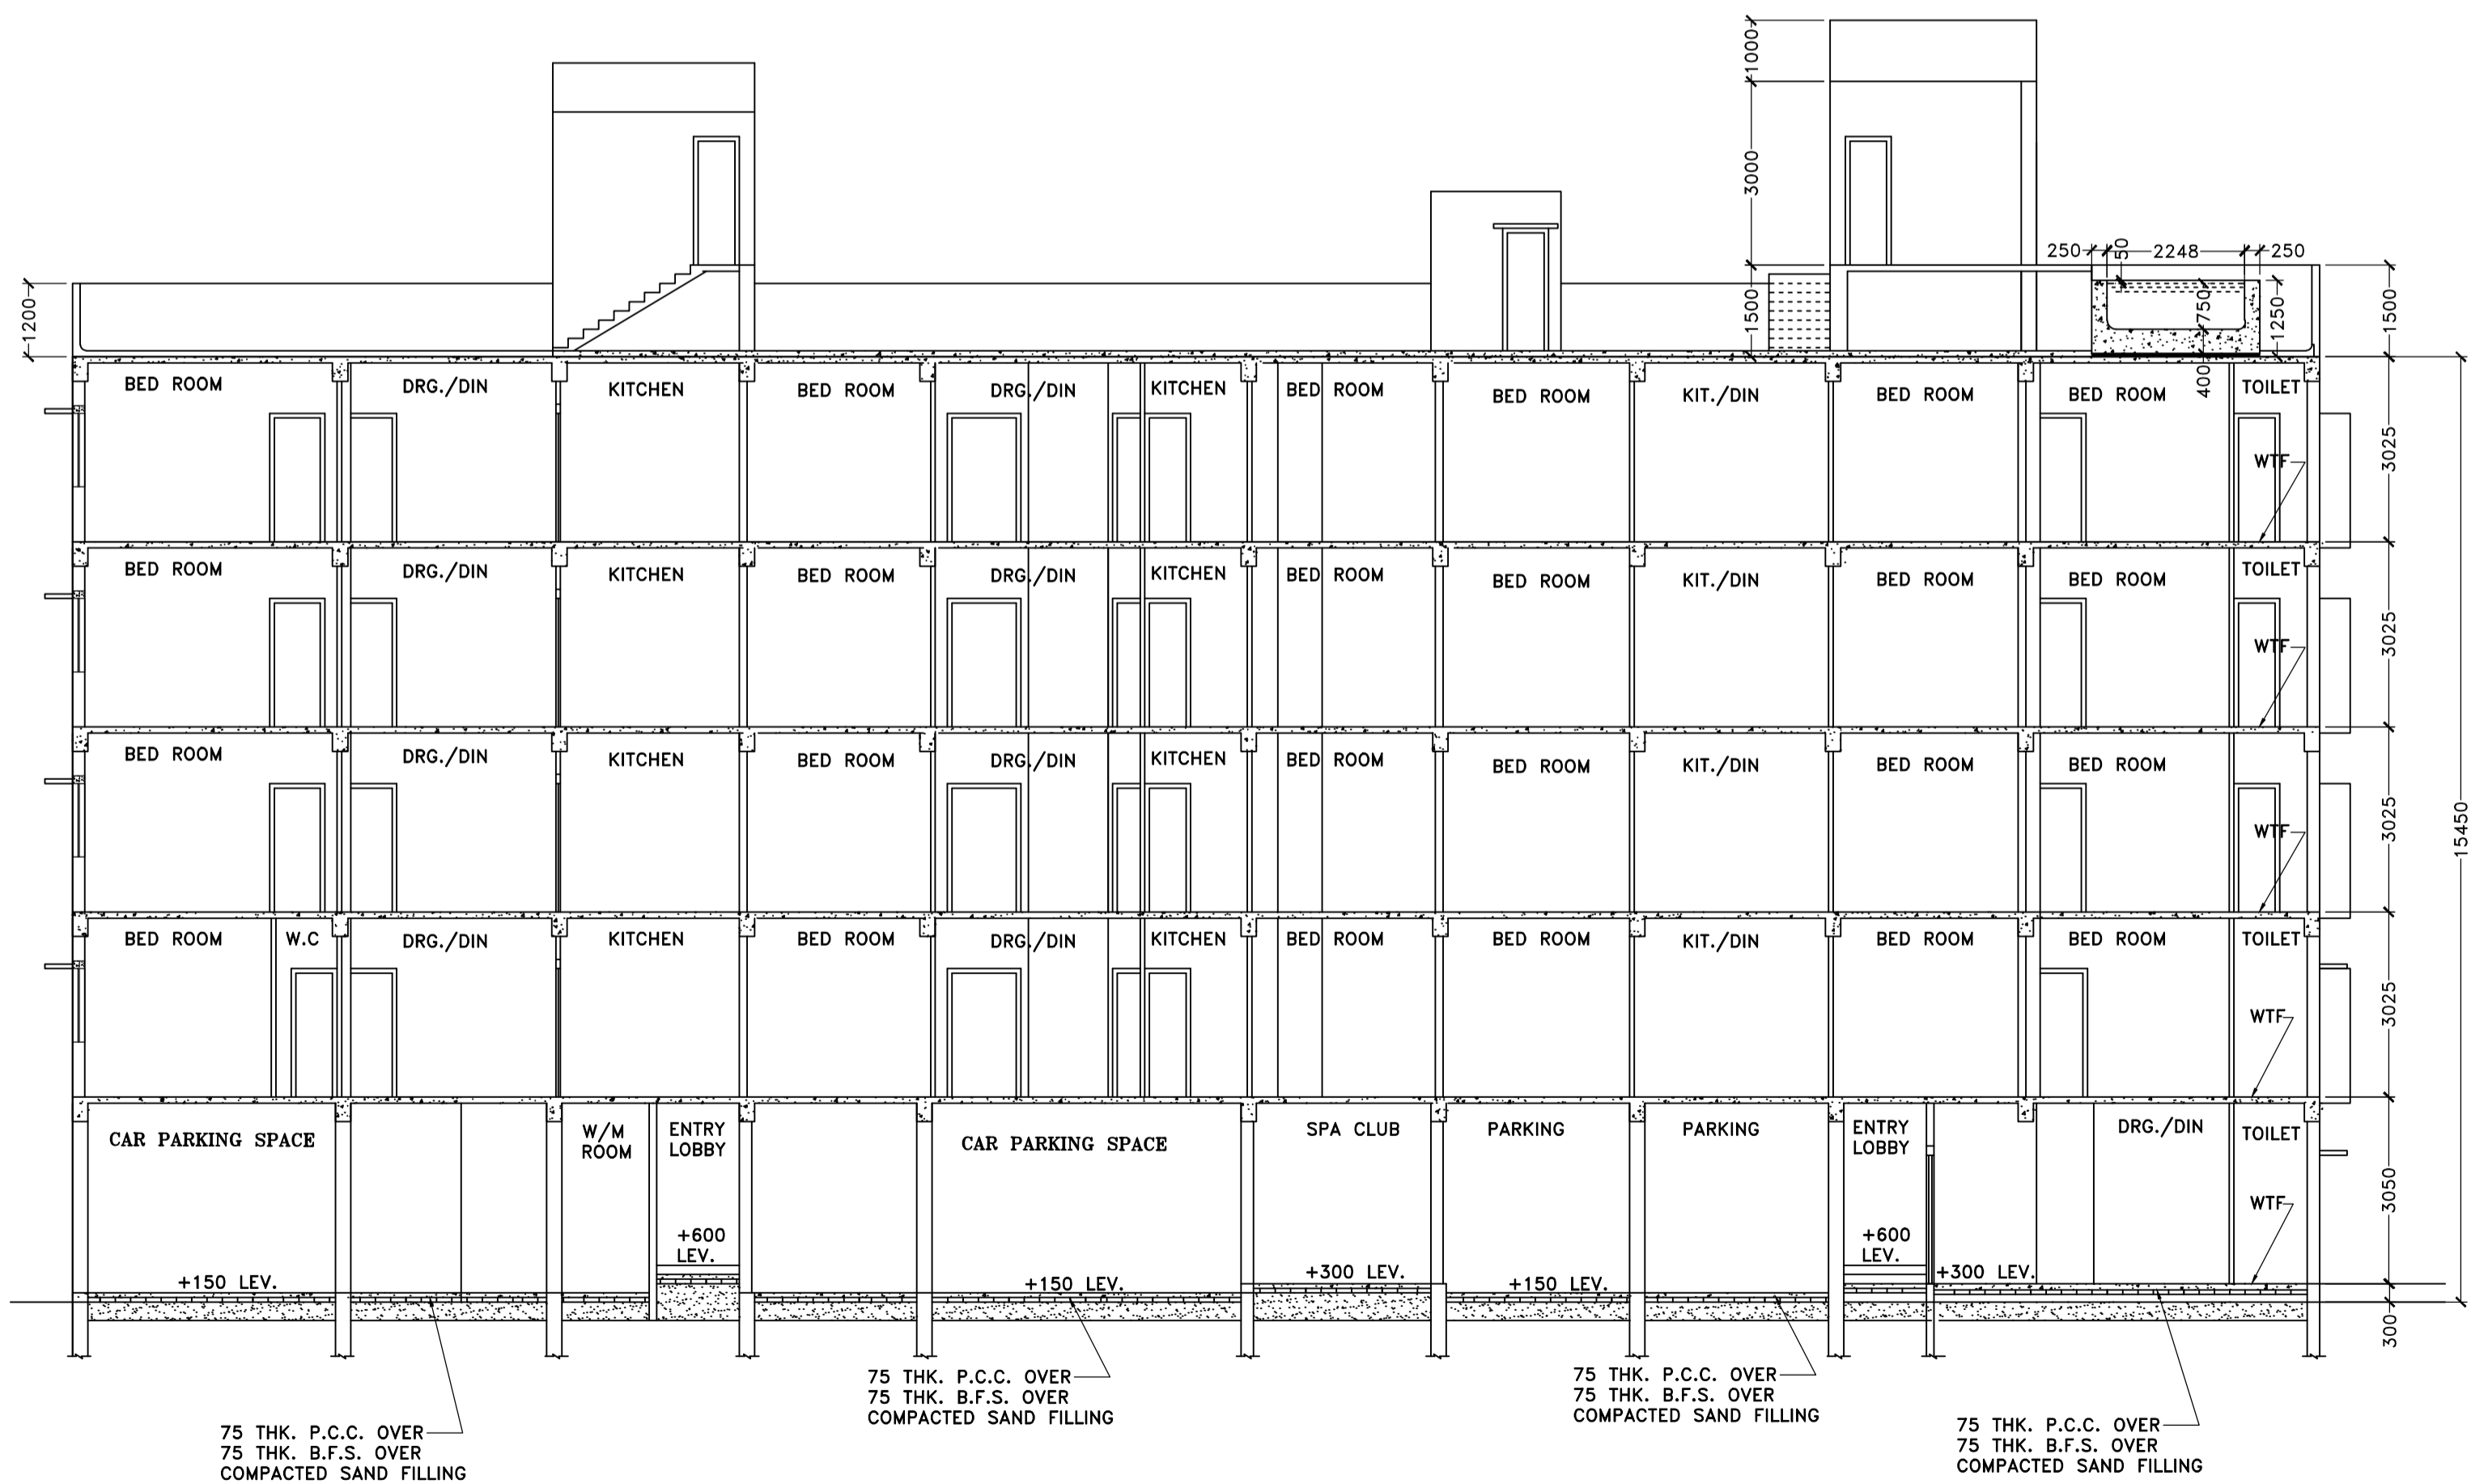 1000
3000
1500
250
50
2248
250
750
1250
400
1500
1200
BED ROOM
DRG./DIN
KITCHEN
BED ROOM
DRG./DIN
KITCHEN
BED ROOM
BED ROOM
KIT./DIN
BED ROOM
BED ROOM
TOILET
WTF
3025
BED ROOM
DRG./DIN
KITCHEN
BED ROOM
DRG./DIN
KITCHEN
BED ROOM
BED ROOM
KIT./DIN
BED ROOM
BED ROOM
TOILET
WTF
3025
BED ROOM
DRG./DIN
KITCHEN
BED ROOM
DRG./DIN
KITCHEN
BED ROOM
BED ROOM
KIT./DIN
BED ROOM
BED ROOM
WTF
3025
15450
BED ROOM
W.C
DRG./DIN
KITCHEN
BED ROOM
DRG./DIN
KITCHEN
BED ROOM
BED ROOM
KIT./DIN
BED ROOM
BED ROOM
TOILET
WTF
3025
CAR PARKING SPACE
W/M
ROOM
ENTRY
LOBBY
CAR PARKING SPACE
SPA CLUB
PARKING
PARKING
ENTRY
LOBBY
DRG./DIN
TOILET
WTF
3050
+150 LEV.
+600
LEV.
+150 LEV.
+300 LEV.
+150 LEV.
+600
LEV.
+300 LEV.
300
75 THK. P.C.C. OVER
75 THK. B.F.S. OVER
COMPACTED SAND FILLING
75 THK. P.C.C. OVER
75 THK. B.F.S. OVER
COMPACTED SAND FILLING
75 THK. P.C.C. OVER
75 THK. B.F.S. OVER
COMPACTED SAND FILLING
75 THK. P.C.C. OVER
75 THK. B.F.S. OVER
COMPACTED SAND FILLING